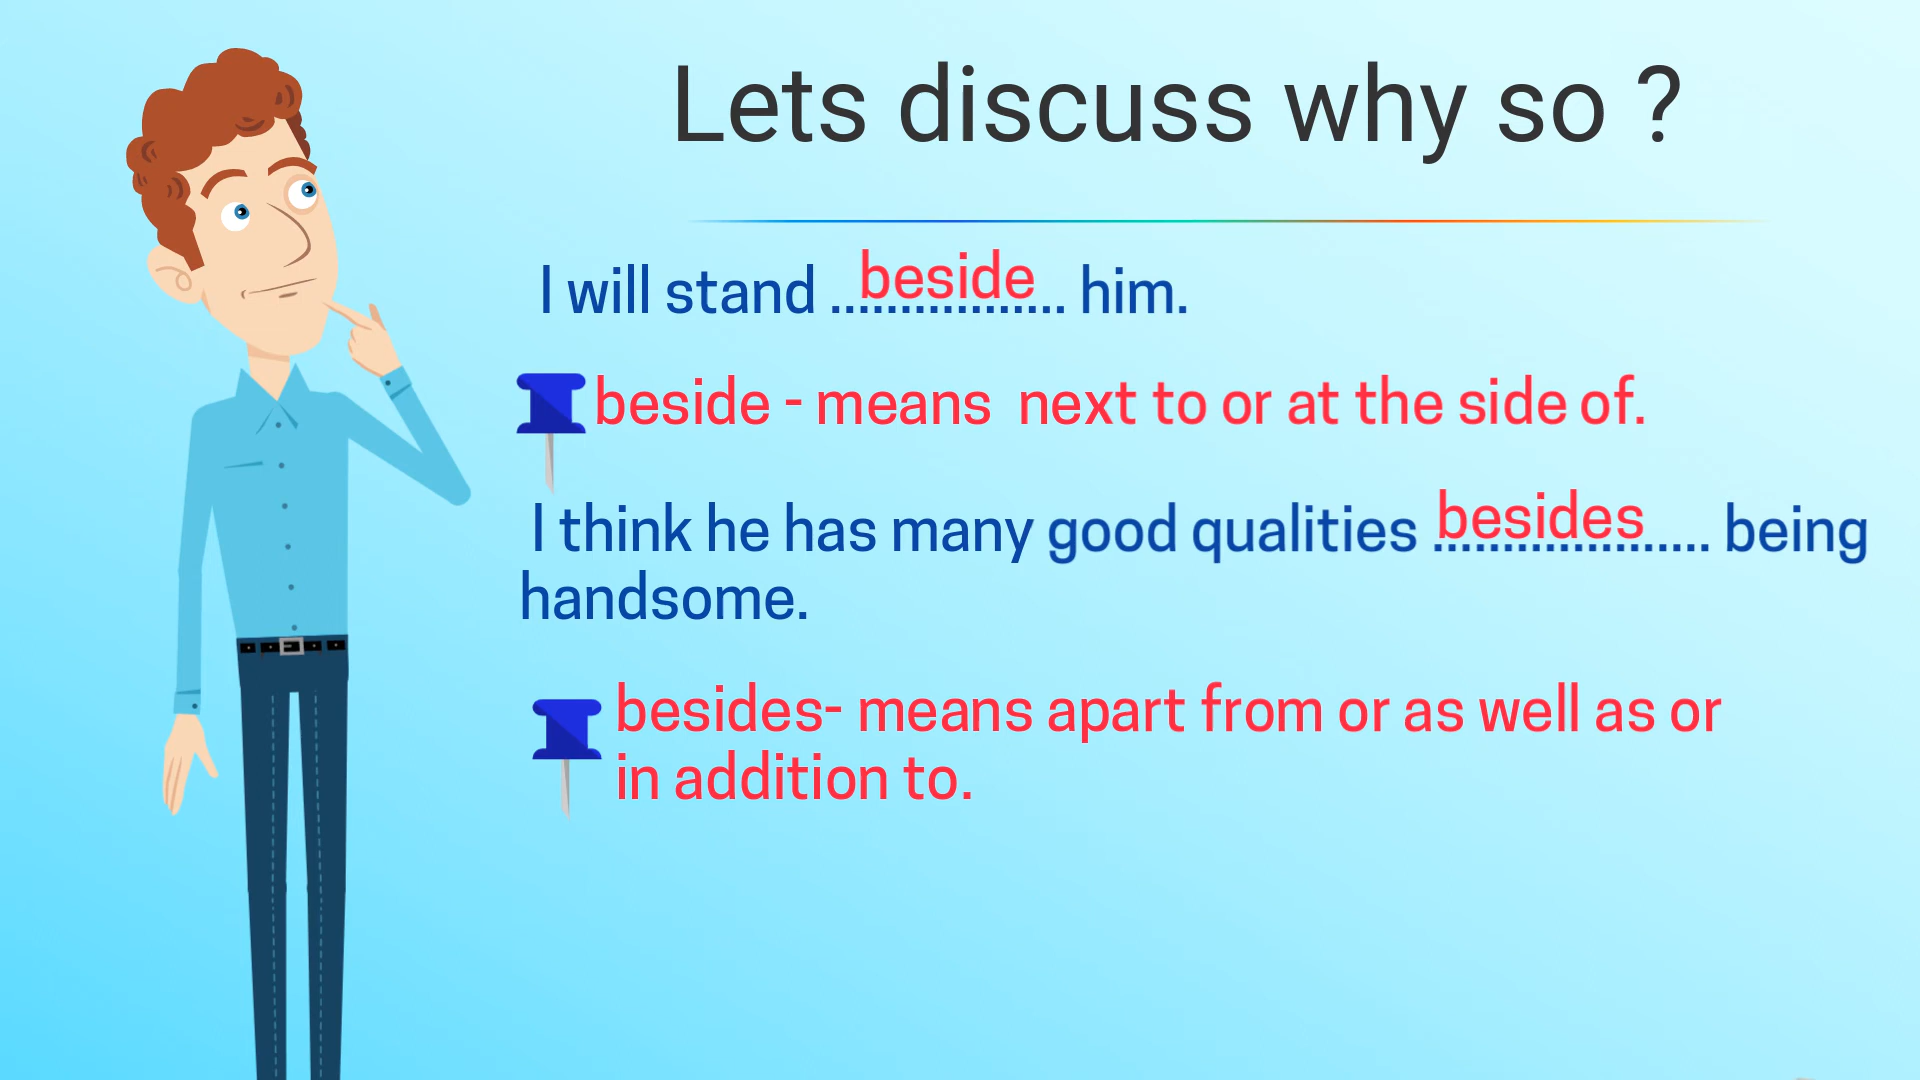 Lets discuss why so ?
I will stand ..beside.. him.
beside - means next to or at the side of.
I think he has many good qualities ..besides..... being
handsome.
besides- means apart from or as well as or
in addition to.